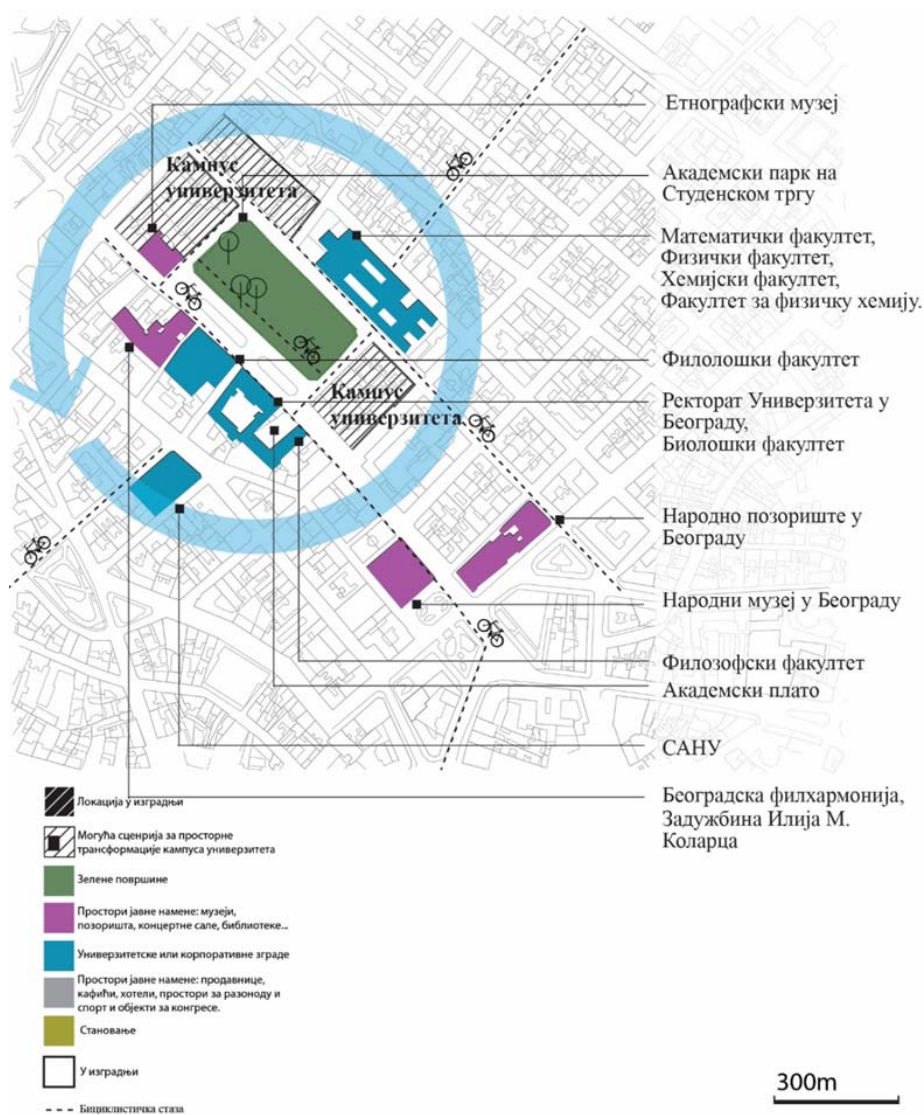 Етнографски музеј
Кампус
универзитета
Академски парк на
Студенском тргу
Математички факултет,
Физички факултет,
Хемијски факултет,
Факултет за физичку хемију.
Филолошки факултет
Кампус
универзитета
Ректорат Универзитета у
Београду,
Биолошки факултет
Народно позориште у
Београду
Народни музеј у Београду
Филозофски факултет
Академски плато
САНУ
Београдска филхармонија,
Задужбина Илија М.
Коларца
Локација у изградњи
Могућа сценрија за просторне
трансформације кампуса универзитета
Зелене површине
Простори јавне намене: музеји,
позоришта, концертне сале, библиотеке...
Универзитетске или корпоративне зграде
Простори јавне намене: продавнице,
кафићи, хотели, простори за разоноду и
спорт и објекти за конгресе.
Становање
У изградњи
Бициклистичка стаза
300m